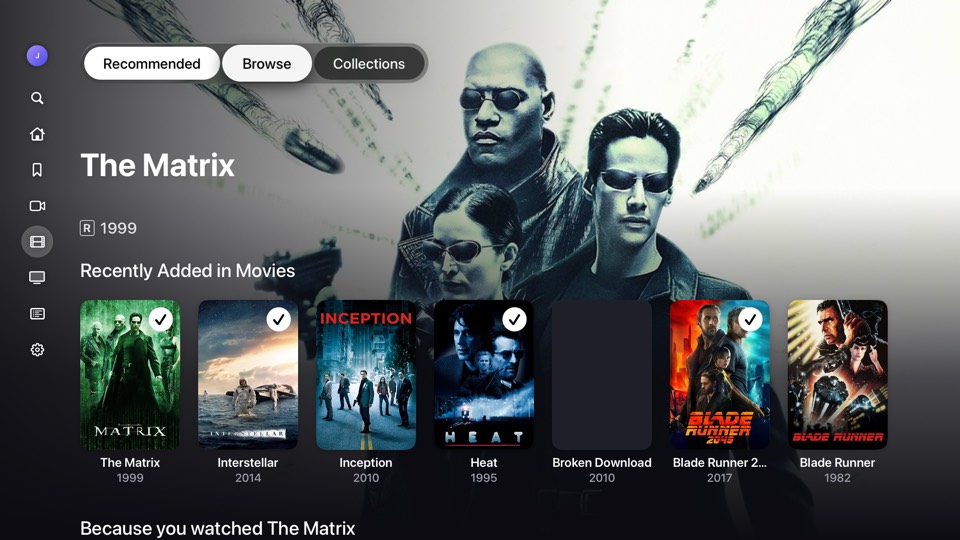 J
Recommended
Browse
Collections
The Matrix
R 1999
Recently Added in Movies
MATRIX
INTERSTELLAR
INCEPTION
HEAT
BLADE
RUNNER
2049
BLADE RUNNER
The Matrix
1999
Interstellar
2014
Inception
2010
Heat
1995
Broken Download
2010
Blade Runner 2...
2017
Blade Runner
1982
Because you watched The Matrix